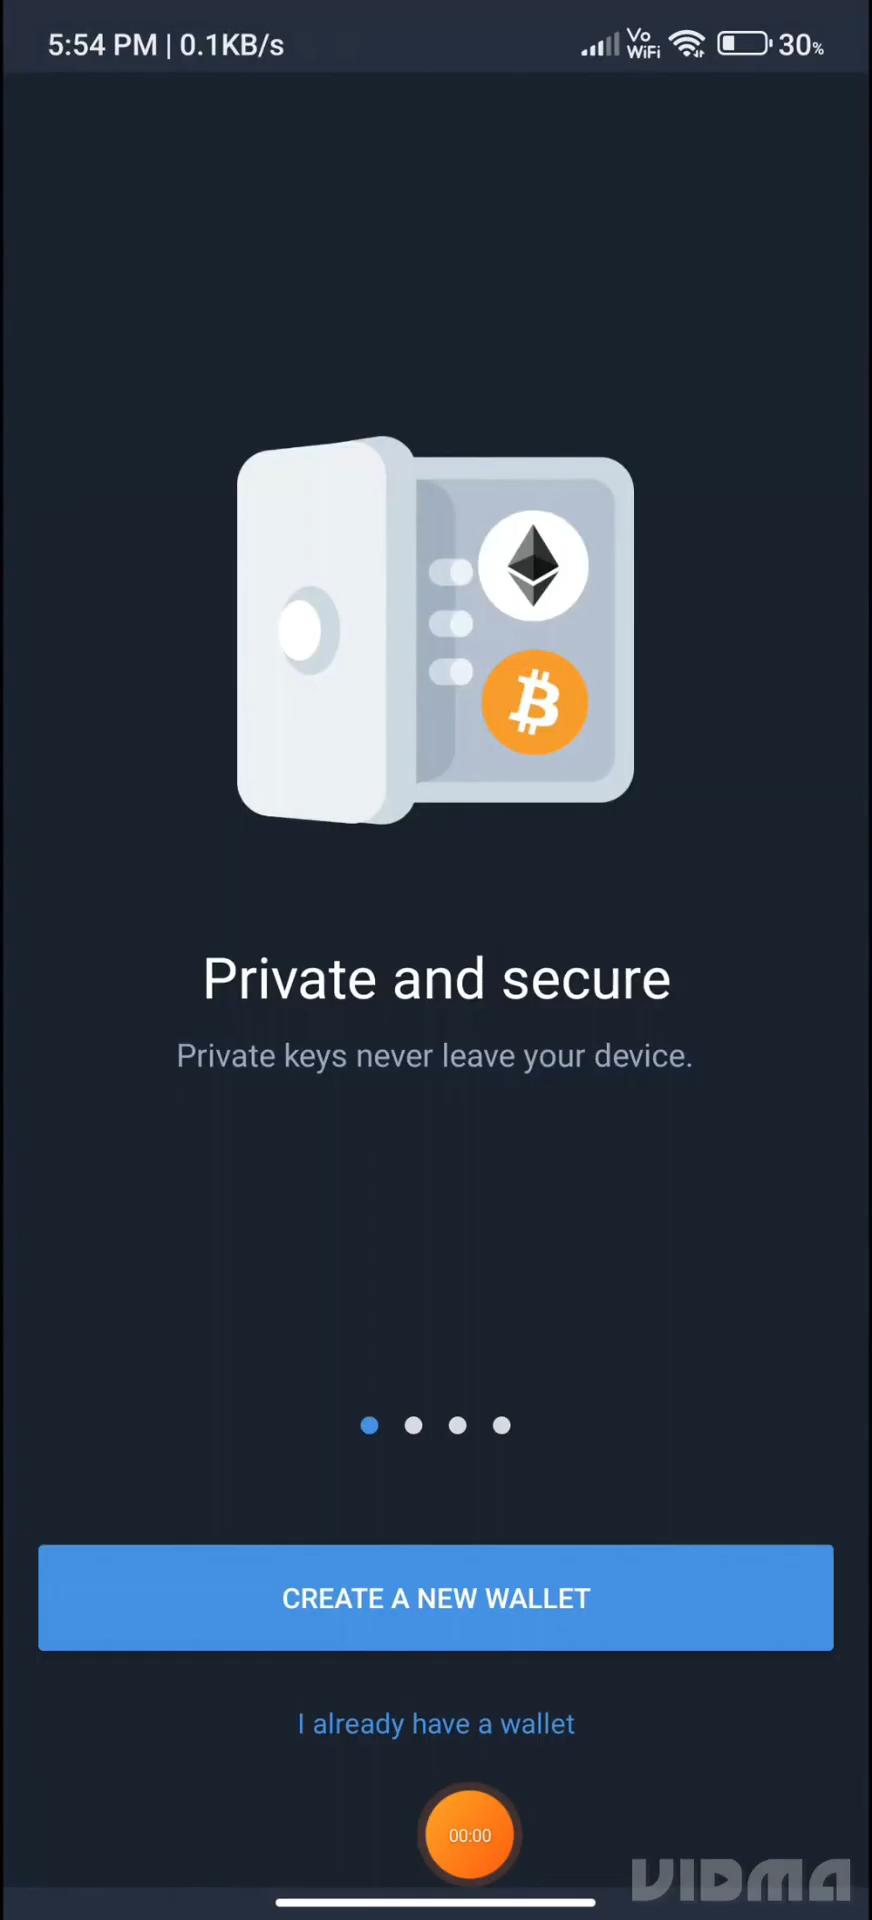 5:54 PM | 0.1KB/s Vo WiFi 30%
Private and secure
Private keys never leave your device.
CREATE A NEW WALLET
I already have a wallet
00:00
VIDMA